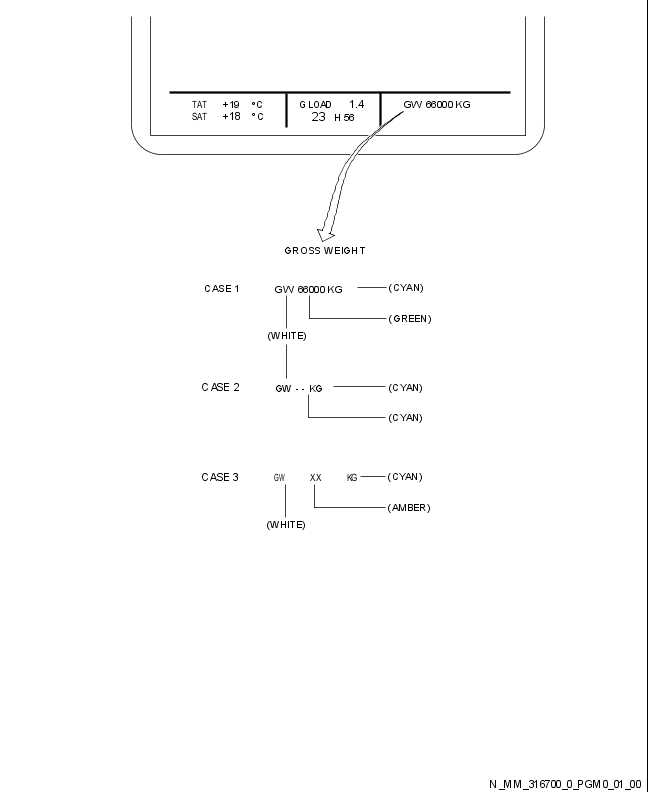 TAT +19 °C G LOAD 1.4 GW 66000 KG
SAT +18 °C 23 H 56
GROSS WEIGHT
CASE 1 GW 66000 KG (CYAN)
(GREEN)
(WHITE)
CASE 2 GW - - KG (CYAN)
(CYAN)
CASE 3 GW XX KG (CYAN)
(AMBER)
(WHITE)
N_MM_316700_0_PGM0_01_00